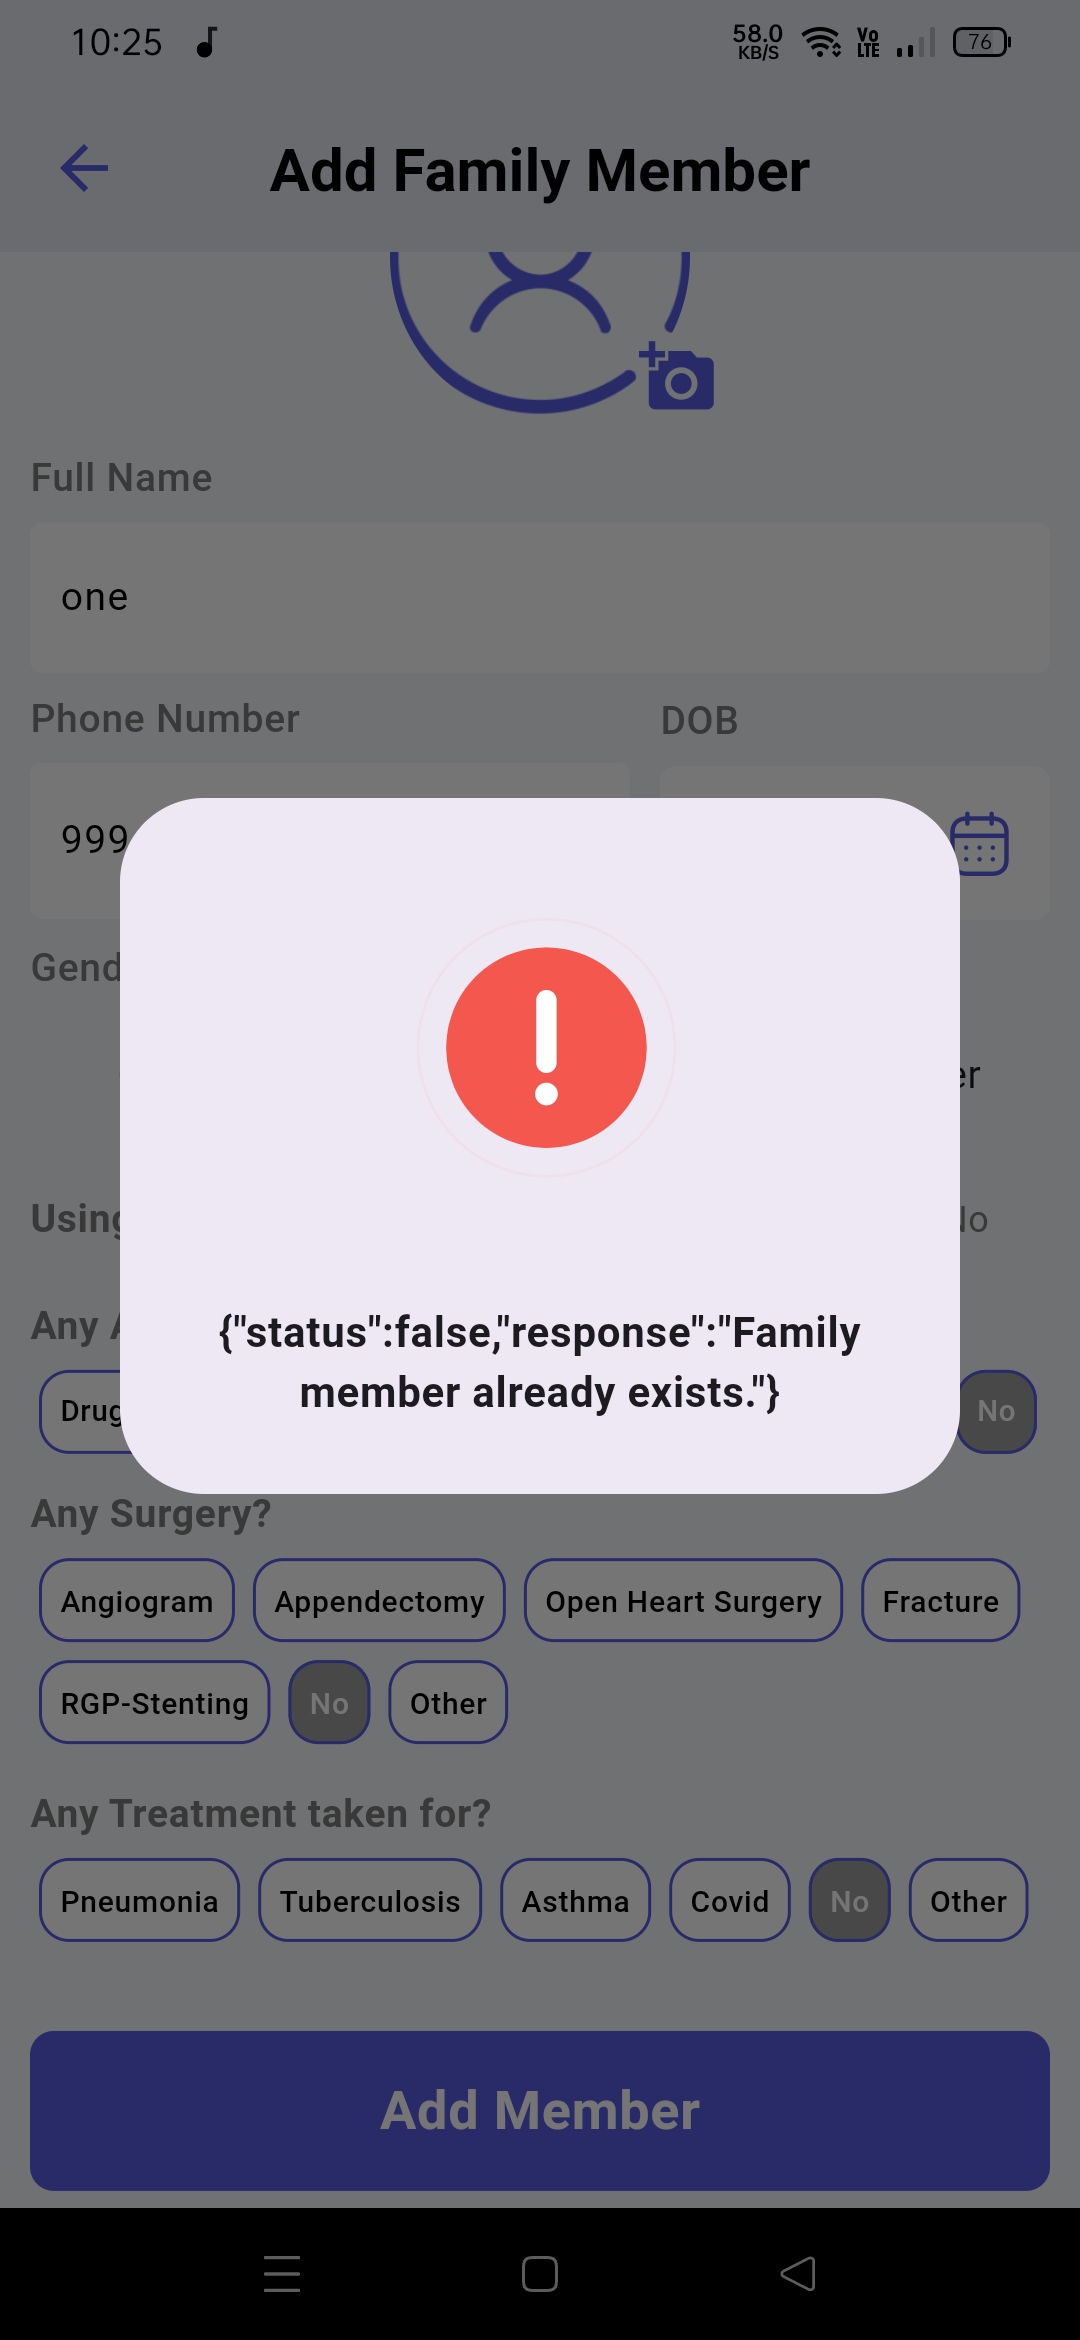 10:25
58.0
KB/S
Vo
LTE
76
Add Family Member
Full Name
one
Phone Number
DOB
999
Gend
er
Using
No
Any A
{"status":false,"response":"Family
member already exists."}
Drug
No
Any Surgery?
Angiogram
Appendectomy
Open Heart Surgery
Fracture
RGP-Stenting
No
Other
Any Treatment taken for?
Pneumonia
Tuberculosis
Asthma
Covid
No
Other
Add Member